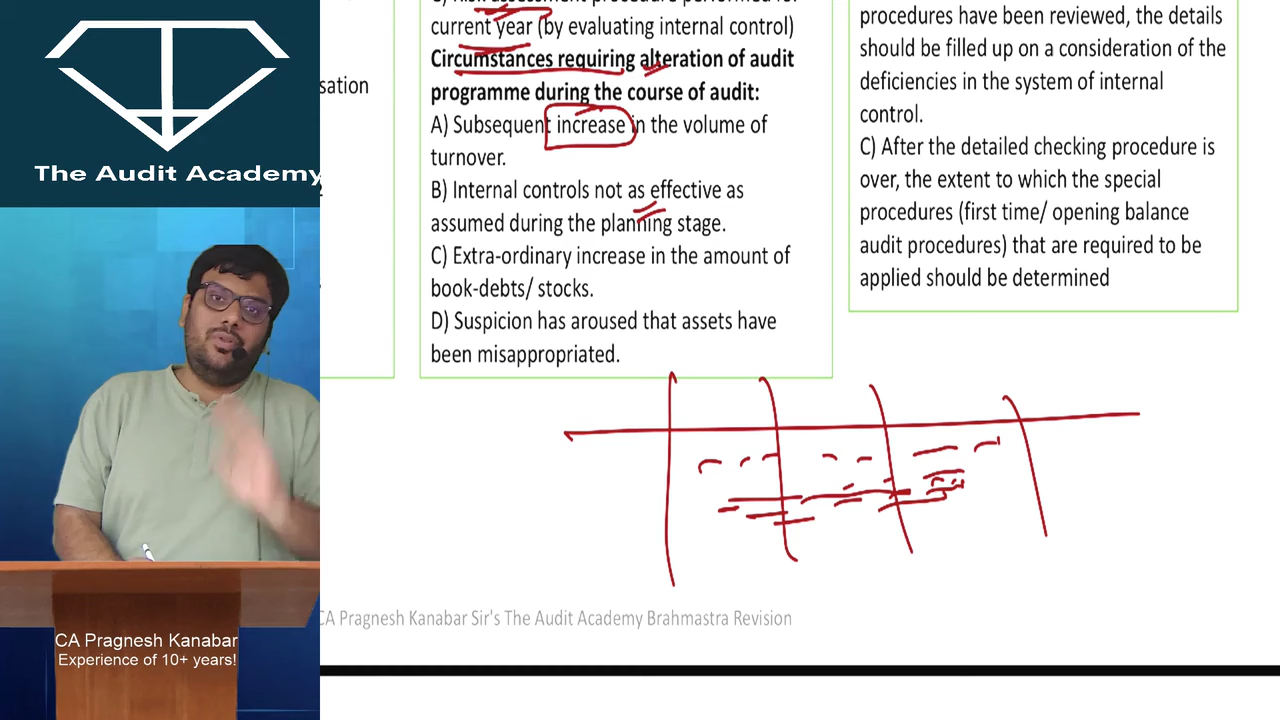 The Audit Academy
CA Pragnesh Kanabar
Experience of 10+ years!
sation
Risk assessment procedure performed for
current year (by evaluating internal control)
Circumstances requiring alteration of audit
programme during the course of audit:
A) Subsequent increase in the volume of
turnover.
B) Internal controls not as effective as
assumed during the planning stage.
C) Extra-ordinary increase in the amount of
book-debts/ stocks.
D) Suspicion has aroused that assets have
been misappropriated.
procedures have been reviewed, the details
should be filled up on a consideration of the
deficiencies in the system of internal
control.
C) After the detailed checking procedure is
over, the extent to which the special
procedures (first time/ opening balance
audit procedures) that are required to be
applied should be determined
CA Pragnesh Kanabar Sir's The Audit Academy Brahmastra Revision